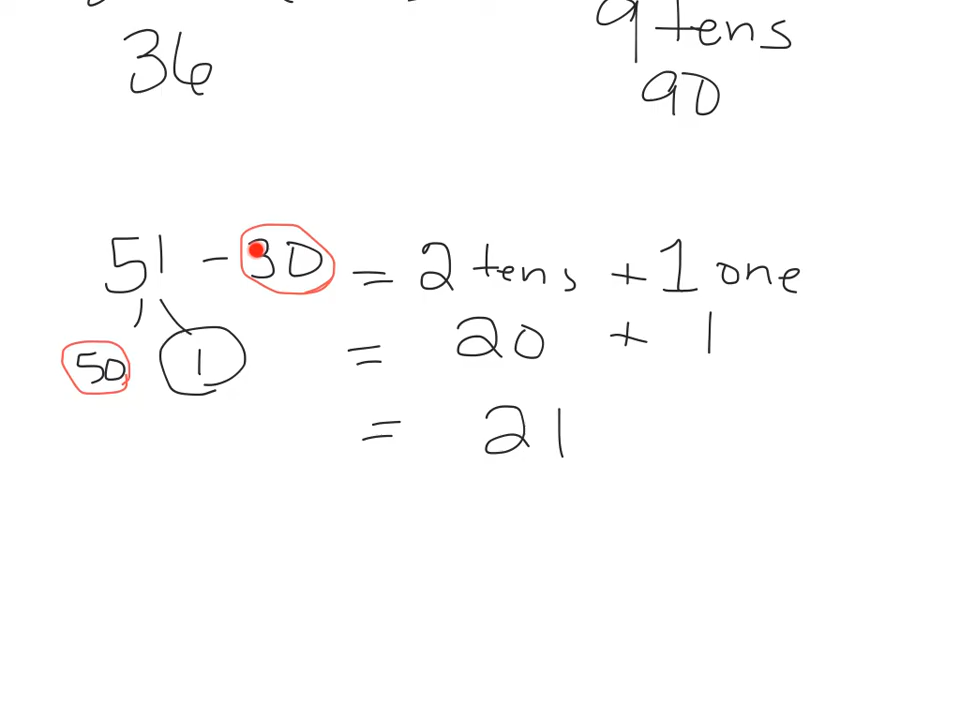 9 tens
36
90
51 - 30 = 2 tens + 1 one
= 20 + 1
50 1
= 21